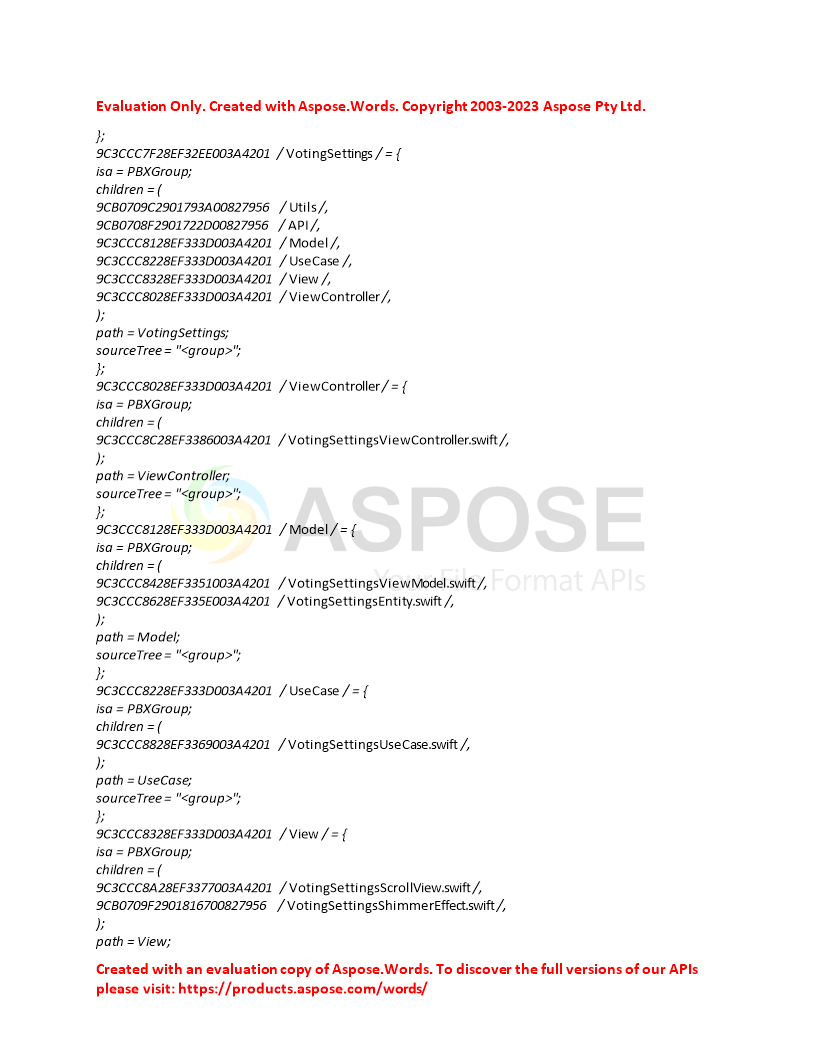 Evaluation Only. Created with Aspose.Words. Copyright 2003-2023 Aspose Pty Ltd.
};
9C3CCC7F28EF32EE003A4201 / VotingSettings / = {
isa = PBXGroup;
children = (
9CB0709C2901793A00827956 / Utils /,
9CB0708F2901722D00827956 / API /,
9C3CCC8128EF333D003A4201 / Model /,
9C3CCC8228EF333D003A4201 / UseCase /,
9C3CCC8328EF333D003A4201 / View /,
9C3CCC8028EF333D003A4201 / ViewController /,
);
path = VotingSettings;
sourceTree = "<group>";
};
9C3CCC8028EF333D003A4201 / ViewController / = {
isa = PBXGroup;
children = (
9C3CCC8C28EF3386003A4201 / VotingSettingsViewController.swift /,
);
path = ViewController;
sourceTree = "<group>";
};
9C3CCC8128EF333D003A4201 / Model / = {
isa = PBXGroup;
children = (
9C3CCC8428EF3351003A4201 / VotingSettingsViewModel.swift /,
9C3CCC8628EF335E003A4201 / VotingSettingsEntity.swift /,
);
path = Model;
sourceTree = "<group>";
};
9C3CCC8228EF333D003A4201 / UseCase / = {
isa = PBXGroup;
children = (
9C3CCC8828EF3369003A4201 / VotingSettingsUseCase.swift /,
);
path = UseCase;
sourceTree = "<group>";
};
9C3CCC8328EF333D003A4201 / View / = {
isa = PBXGroup;
children = (
9C3CCC8A28EF3377003A4201 / VotingSettingsScrollView.swift /,
9CB0709F2901816700827956 / VotingSettingsShimmerEffect.swift /,
);
path = View;
Created with an evaluation copy of Aspose.Words. To discover the full versions of our APIs
please visit: https://products.aspose.com/words/
ASPOSE
Your File Format APIs